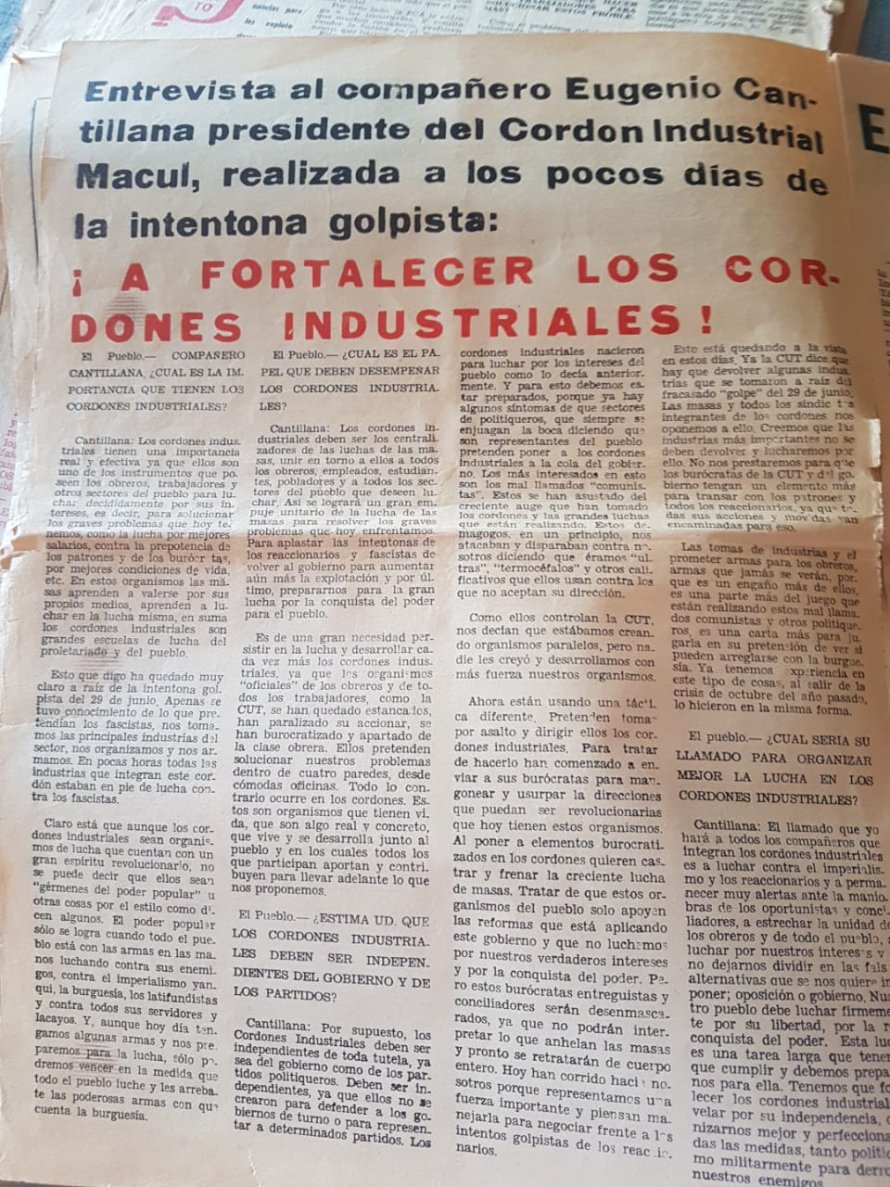 Entrevista al compañero Eugenio Can-
tillana presidente del Cordon Industrial
Macul, realizada a los pocos días de
la intentona golpista:
¡ A FORTALECER LOS COR-
DONES INDUSTRIALES !
El Pueblo.— COMPAÑERO
CANTILLANA, ¿CUAL ES LA IM-
PORTANCIA QUE TIENEN LOS
CORDONES INDUSTRIALES?
Cantillana: Los cordones indus-
triales tienen una importancia
real y efectiva ya que ellos son
uno de los instrumentos que po-
seen los obreros, trabajadores y
otros sectores del pueblo para lu-
char decididamente por sus in-
tereses, es decir, para solucionar
los graves problemas que hoy te-
nemos, como la lucha por mejores
salarios, contra la prepotencia de
los patrones y de los burócratas,
por mejores condiciones de vida,
etc. En estos organismos las ma-
sas aprenden a valerse por sus
propios medios, aprenden a lu-
char en la lucha misma, en suma
los cordones industriales son
grandes escuelas de lucha del
proletariado y del pueblo.
Esto que digo ha quedado muy
claro a raíz de la intentona gol-
pista del 29 de junio. Apenas se
tuvo conocimiento de lo que pre-
tendían los fascistas, nos toma-
mos las principales industrias del
sector, nos organizamos y nos ar-
mamos. En pocas horas todas las
industrias que integran este cor-
dón estaban en pie de lucha con-
tra los fascistas.
Claro está que aunque los cor-
dones industriales sean organis-
mos de lucha que cuentan con un
gran espíritu revolucionario, no
se puede decir que ellos sean
"gérmenes del poder popular" u
otras cosas por el estilo como di-
cen algunos. El poder popular
sólo se logra cuando todo el pue-
blo está con las armas en las ma-
nos luchando contra sus enemi-
gos, contra el imperialismo yan-
qui, la burguesía, los latifundistas
y contra todos sus servidores y
lacayos. Y, aunque hoy día ten-
gamos algunas armas y nos pre-
paremos para la lucha, sólo po-
dremos vencer en la medida que
todo el pueblo luche y les arreba-
te las poderosas armas con que
cuenta la burguesía.
El Pueblo.— ¿CUAL ES EL PA-
PEL QUE DEBEN DESEMPEÑAR
LOS CORDONES INDUSTRIA-
LES?
Cantillana: Los cordones in-
dustriales deben ser los centrali-
zadores de las luchas de las ma-
sas, unir en torno a ellos a todos
los obreros, empleados, estudian-
tes, pobladores y a todos los sec-
tores del pueblo que deseen lu-
char. Así se logrará un gran em-
puje unitario de la lucha de las
masas para resolver los graves
problemas que hoy enfrentamos.
Para aplastar las intentonas de
los reaccionarios y fascistas de
volver al gobierno para aumentar
aún más la explotación y por úl-
timo, prepararnos para la gran
lucha por la conquista del poder
para el pueblo.
Es de una gran necesidad per-
sistir en la lucha y desarrollar ca-
da vez más los cordones indus-
triales, ya que los organismos
"oficiales" de los obreros y de to-
dos los trabajadores, como la
CUT, se han quedado estancados,
han paralizado su accionar, se
han burocratizado y apartado de
la clase obrera. Ellos pretenden
solucionar nuestros problemas
dentro de cuatro paredes, desde
cómodas oficinas. Todo lo con-
trario ocurre en los cordones. Es-
tos son organismos que tienen vi-
da, que son algo real y concreto,
que vive y se desarrolla junto al
pueblo y en los cuales todos los
que participan aportan y contri-
buyen para llevar adelante lo que
nos proponemos.
El Pueblo.— ¿ESTIMA UD. QUE
LOS CORDONES INDUSTRIA-
LES DEBEN SER INDEPEN-
DIENTES DEL GOBIERNO Y DE
LOS PARTIDOS?
Cantillana: Por supuesto, los
Cordones Industriales deben ser
independientes de toda tutela, ya
sea del gobierno como de los par-
tidos politiqueros. Deben ser in-
dependientes, ya que ellos no se
crearon para defender a los go-
biernos de turno o para represen-
tar a determinados partidos. Los
cordones industriales nacieron
para luchar por los intereses del
pueblo como lo decía anterior-
mente. Y para esto debemos es-
tar preparados, porque ya hay
algunos síntomas de que sectores
de politiqueros, que siempre se
enjuagan la boca diciendo que
son representantes del pueblo
pretenden poner a los cordones
industriales a la cola del gobier-
no. Los más interesados en esto
son los mal llamados "comunis-
tas". Estos se han asustado del
creciente auge que han tomado
los cordones y las grandes luchas
que están realizando. Estos de-
magogos, en un principio, nos
atacaban y disparaban contra no-
sotros diciendo que éramos "ul-
tras", "termocéfalos" y otros cali-
ficativos que ellos usan contra los
que no aceptan su dirección.
Como ellos controlan la CUT,
nos decían que estábamos crean-
do organismos paralelos, pero na-
die les creyó y desarrollamos con
más fuerza nuestros organismos.
Ahora están usando una tácti-
ca diferente. Pretenden tomar
por asalto y dirigir ellos los cor-
dones industriales. Para tratar
de hacerlo han comenzado a en-
viar a sus burócratas para man-
gonear y usurpar la direcciones
que puedan ser revolucionarias
que hoy tienen estos organismos.
Al poner a elementos burocrati-
zados en los cordones quieren cas-
trar y frenar la creciente lucha
de masas. Tratar de que estos or-
ganismos del pueblo solo apoyen
las reformas que está aplicando
este gobierno y que no luchemos
por nuestros verdaderos intereses
y por la conquista del poder. Pe-
ro estos burócratas entreguistas y
conciliadores serán desenmasca-
rados, ya que no podrán inter-
pretar lo que anhelan las masas
y pronto se retratarán de cuerpo
entero. Hoy han corrido hacia no-
sotros porque representamos una
fuerza importante y piensan ma-
nejarla para negociar frente a los
intentos golpistas de los reaccio-
narios.
Esto está quedando a la vista
en estos días. Ya la CUT dice que
hay que devolver algunas indus-
trias que se tomaron a raíz del
fracasado "golpe" del 29 de junio.
Las masas y todos los
integrantes de los cordones nos
oponemos a ello. Creemos que las
industrias más importantes no se
deben devolver y lucharemos por
ello. No nos prestaremos para que
los burócratas de la CUT y del go-
bierno tengan un elemento más
para transar con los patrones y
todos los reaccionarios, ya que to-
das sus acciones y movidas van
encaminadas para eso.
Las tomas de industrias y el
prometer armas para los obreros,
armas que jamás se verán, por-
que es un engaño más de ellos,
es una parte más del juego que
están realizando estos mal llama-
dos comunistas y otros politique-
ros, es una carta más para ju-
garla en su pretensión de ver si
pueden arreglarse con la burgue-
sía. Ya tenemos experiencia en
este tipo de cosas, al salir de la
crisis de octubre del año pasado,
lo hicieron en la misma forma.
El pueblo.— ¿CUAL SERIA SU
LLAMADO PARA ORGANIZAR
MEJOR LA LUCHA EN LOS
CORDONES INDUSTRIALES?
Cantillana: El llamado que yo
hará a todos los compañeros que
integran los cordones industriales
es a luchar contra el imperialis-
mo y los reaccionarios y a perma-
necer muy alertas ante la manio-
bras de los oportunistas y conci-
liadores, a estrechar la unidad de
los obreros y de todo el pueblo, a
luchar por nuestros intereses y
no dejarnos dividir en las fals
alternativas que se nos quiere im
poner; oposición o gobierno. Nu
tro pueblo debe luchar firmeme
te por su libertad, por la
conquista del poder. Esta luc
es una tarea larga que tene
que cumplir y debemos prepa
nos para ella. Tenemos que fo
lecer los cordones industrial
velar por su independencia,
nizarnos mejor y perfecciona
das las medidas, tanto polític
mo militarmente para derro
nuestros enemigos.